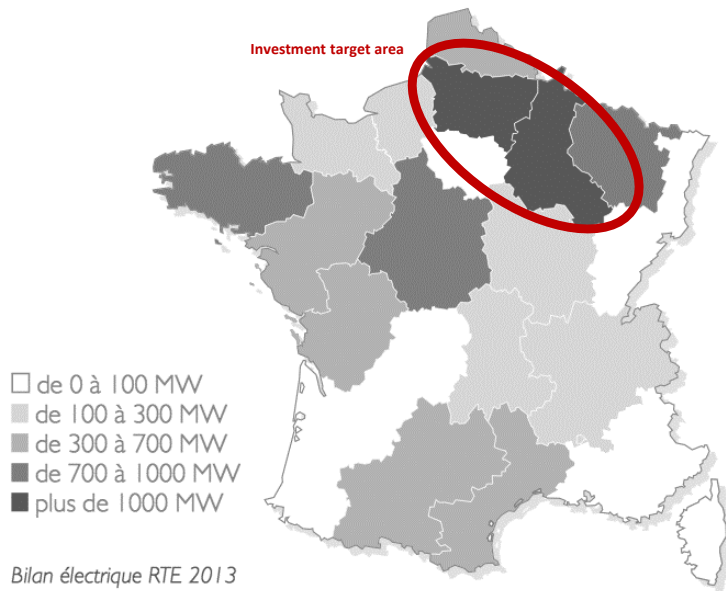 Investment target area
de 0 à 100 MW
de 100 à 300 MW
de 300 à 700 MW
de 700 à 1000 MW
plus de 1000 MW
Bilan électrique RTE 2013